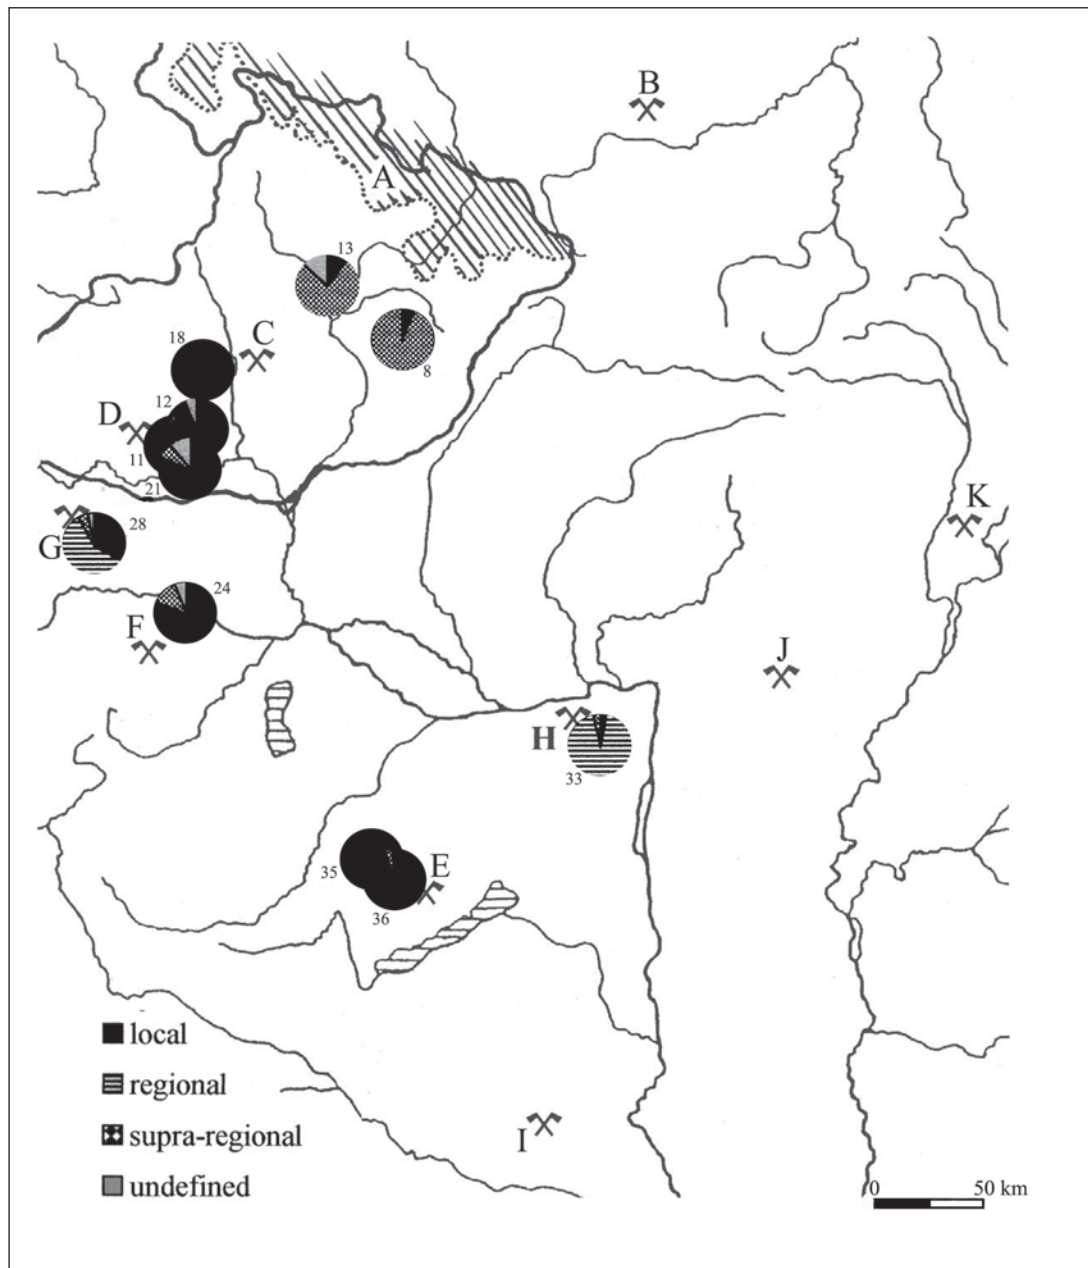 B
A
13
C
18
8
12
D
11
21
K
28
G
24
F
J
H
33
E
35
36
local
regional
supra-regional
undefined
I
0 50 km